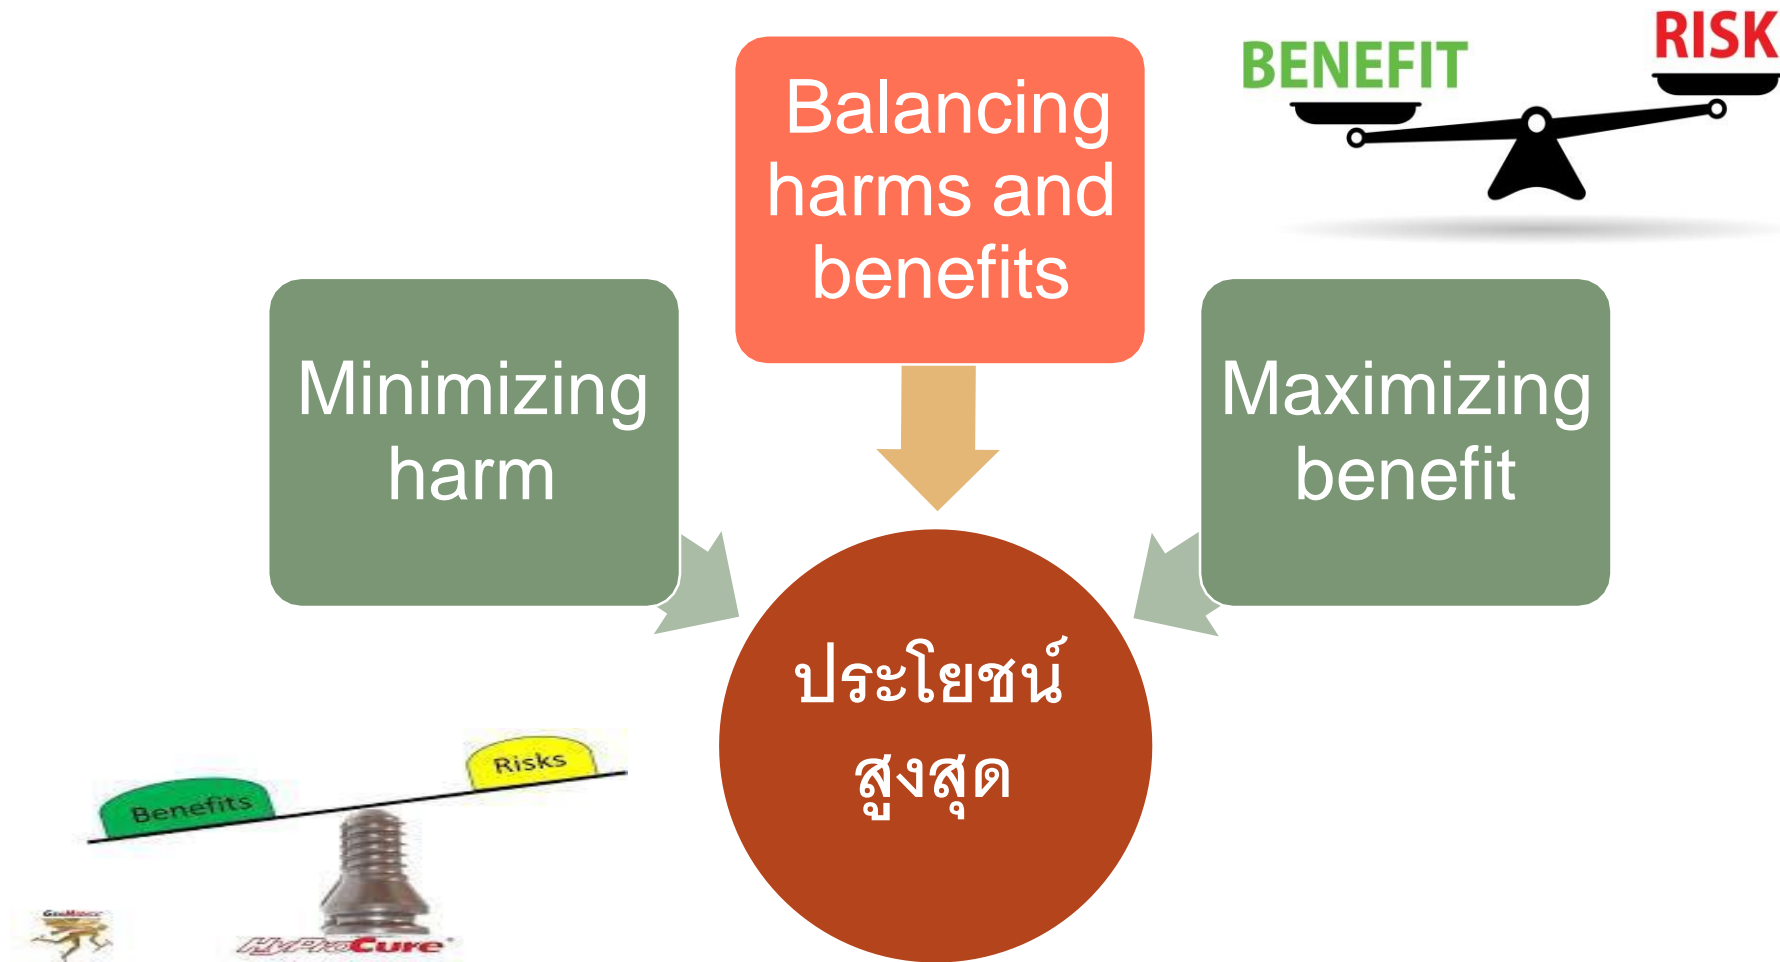 BENEFIT
RISK
Balancing
harms and
benefits
Minimizing
harm
Maximizing
benefit
ประโยชน์
สูงสุด
Benefits
Risks
HyProCure®